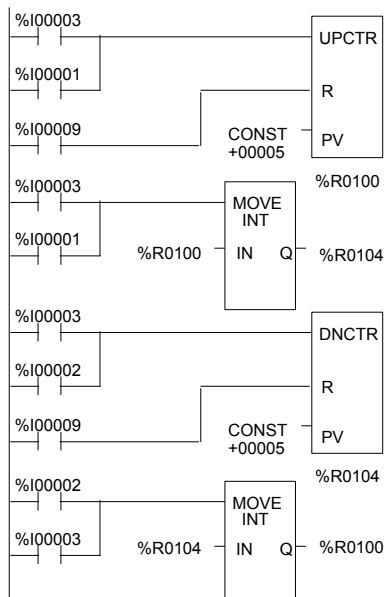 %I00003
UPCTR
%I00001
R
%I00009
CONST
+00005
PV
%R0100
%I00003
MOVE
INT
%I00001
%R0100 IN Q %R0104
%I00003
DNCTR
%I00002
R
%I00009
CONST
+00005
PV
%R0104
%I00002
MOVE
INT
%I00003
%R0104 IN Q %R0100